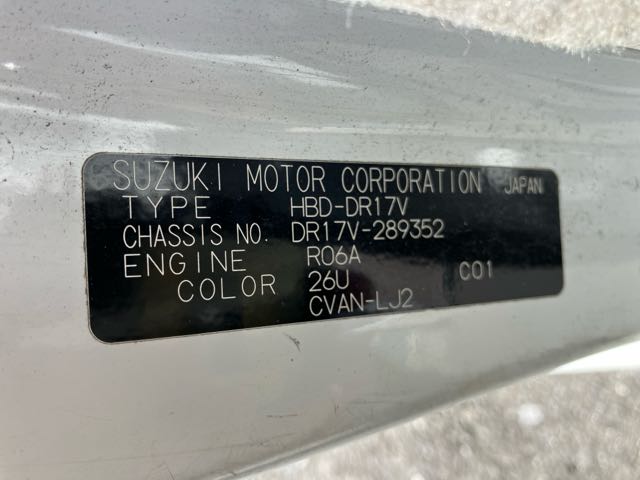 SUZUKI MOTOR CORPORATION JAPAN
TYPE HBD-DR17V
CHASSIS NO. DR17V-289352
ENGINE R06A
COLOR 26U C01
CVAN-LJ2